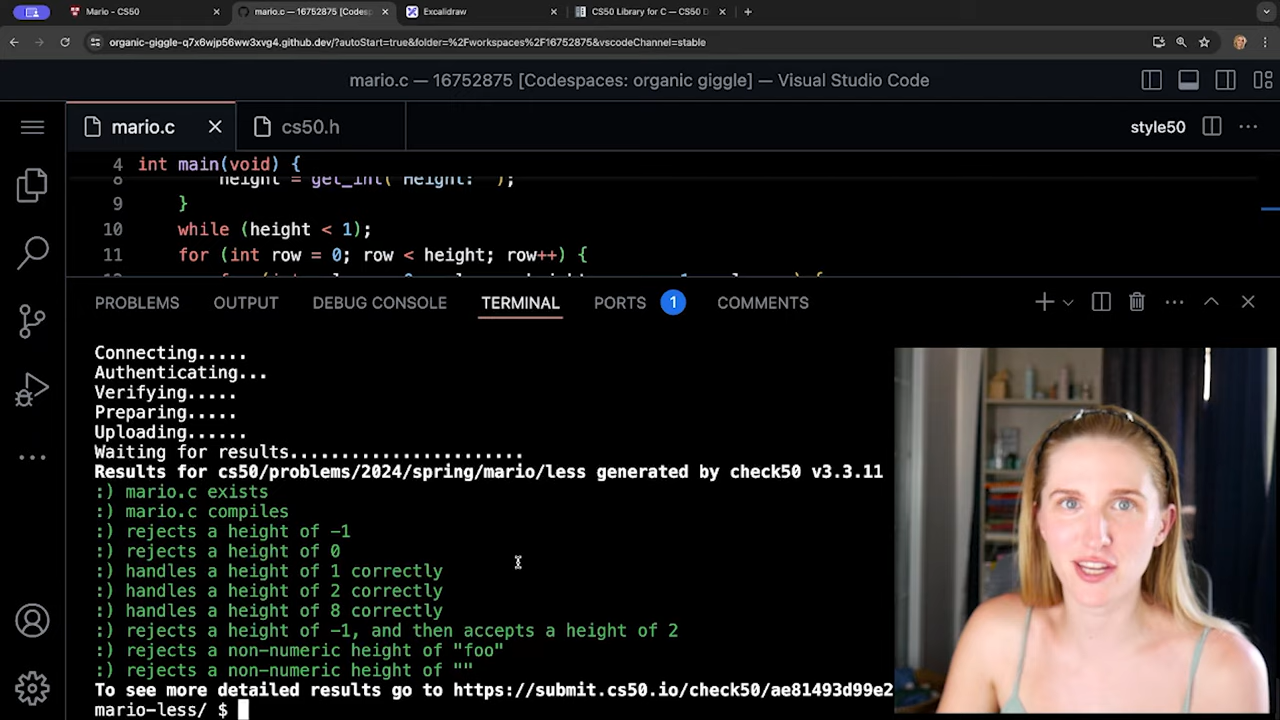 Mario - CS50
mario.c — 16752875 [Codesp
Excalidraw
CS50 Library for C — CS50 D
organic-giggle-q7x6wjp56ww3xvg4.github.dev/?autoStart=true&folder=%2Fworkspaces%2F16752875&vscodeChannel=stable
mario.c — 16752875 [Codespaces: organic giggle] — Visual Studio Code
mario.c
cs50.h
style50
4 int main(void) {
8 height = get_int("Height: ");
9 }
10 while (height < 1);
11 for (int row = 0; row < height; row++) {
PROBLEMS OUTPUT DEBUG CONSOLE TERMINAL PORTS 1 COMMENTS
Connecting.....
Authenticating...
Verifying.....
Preparing.....
Uploading......
Waiting for results.......................
Results for cs50/problems/2024/spring/mario/less generated by check50 v3.3.11
:) mario.c exists
:) mario.c compiles
:) rejects a height of -1
:) rejects a height of 0
:) handles a height of 1 correctly
:) handles a height of 2 correctly
:) handles a height of 8 correctly
:) rejects a height of -1, and then accepts a height of 2
:) rejects a non-numeric height of "foo"
:) rejects a non-numeric height of ""
To see more detailed results go to https://submit.cs50.io/check50/ae81493d99e2
mario-less/ $